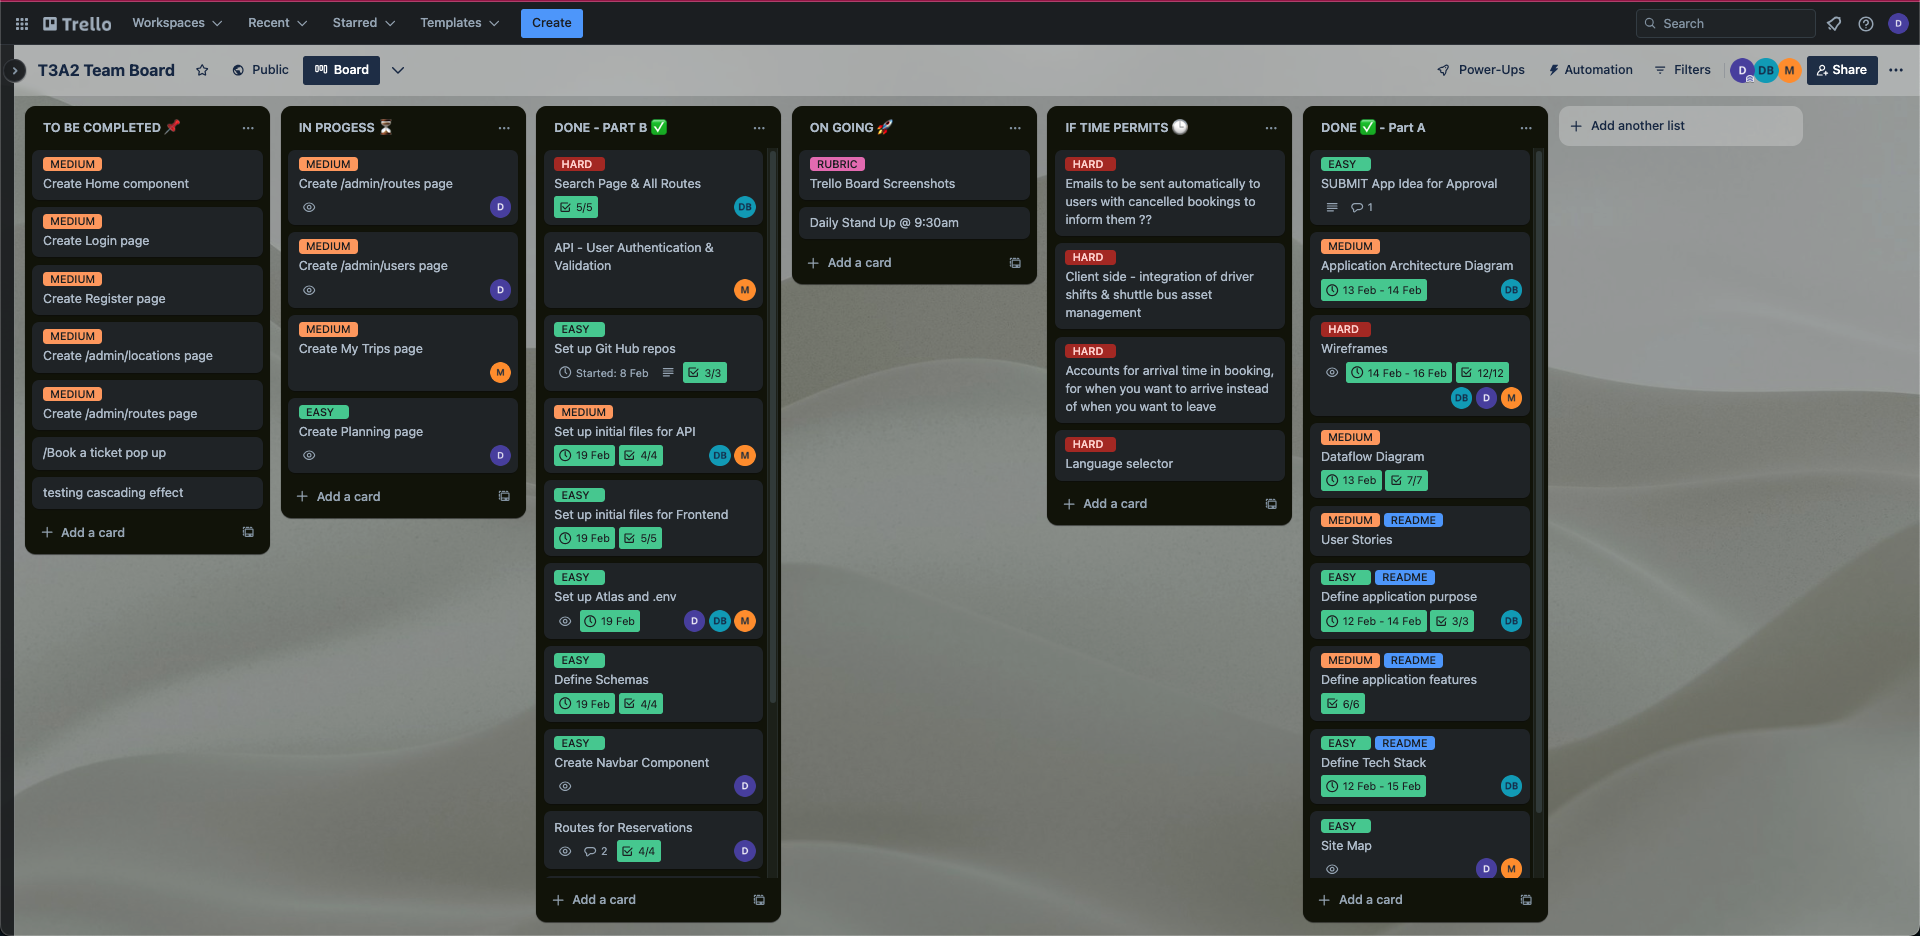 Trello
Workspaces
Recent
Starred
Templates
Create
Search
D
T3A2 Team Board
Public
Board
Power-Ups
Automation
Filters
D
DB
M
Share
TO BE COMPLETED 📌
MEDIUM
Create Home component
MEDIUM
Create Login page
MEDIUM
Create Register page
MEDIUM
Create /admin/locations page
MEDIUM
Create /admin/routes page
/Book a ticket pop up
testing cascading effect
+ Add a card
IN PROGESS ⏳
MEDIUM
Create /admin/routes page
D
MEDIUM
Create /admin/users page
D
MEDIUM
Create My Trips page
M
EASY
Create Planning page
D
+ Add a card
DONE - PART B ✅
HARD
Search Page & All Routes
5/5
DB
API - User Authentication &
Validation
M
EASY
Set up Git Hub repos
Started: 8 Feb
3/3
MEDIUM
Set up initial files for API
19 Feb
4/4
DB
M
EASY
Set up initial files for Frontend
19 Feb
5/5
EASY
Set up Atlas and .env
19 Feb
D
DB
M
EASY
Define Schemas
19 Feb
4/4
EASY
Create Navbar Component
D
Routes for Reservations
2
4/4
D
+ Add a card
ON GOING 🚀
RUBRIC
Trello Board Screenshots
Daily Stand Up @ 9:30am
+ Add a card
IF TIME PERMITS 🕒
HARD
Emails to be sent automatically to
users with cancelled bookings to
inform them ??
HARD
Client side - integration of driver
shifts & shuttle bus asset
management
HARD
Accounts for arrival time in booking,
for when you want to arrive instead
of when you want to leave
HARD
Language selector
+ Add a card
DONE ✅ - Part A
EASY
SUBMIT App Idea for Approval
1
MEDIUM
Application Architecture Diagram
13 Feb - 14 Feb
DB
HARD
Wireframes
14 Feb - 16 Feb
12/12
DB
D
M
MEDIUM
Dataflow Diagram
13 Feb
7/7
MEDIUM README
User Stories
EASY README
Define application purpose
12 Feb - 14 Feb
3/3
DB
MEDIUM README
Define application features
6/6
EASY README
Define Tech Stack
12 Feb - 15 Feb
DB
EASY
Site Map
D
M
+ Add a card
+ Add another list